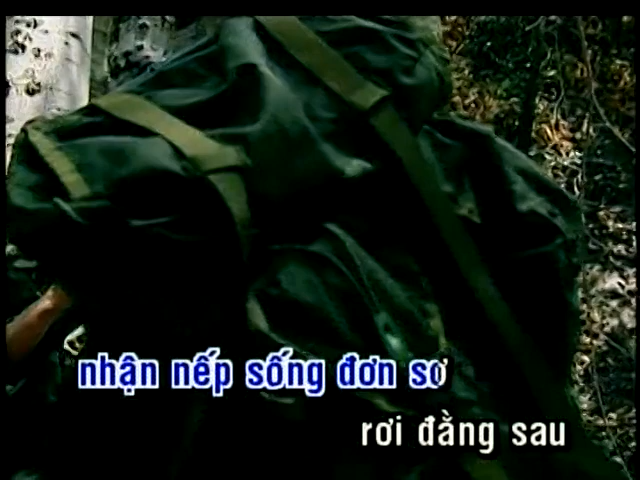 nhận nếp sống đơn sơ
rơi đằng sau